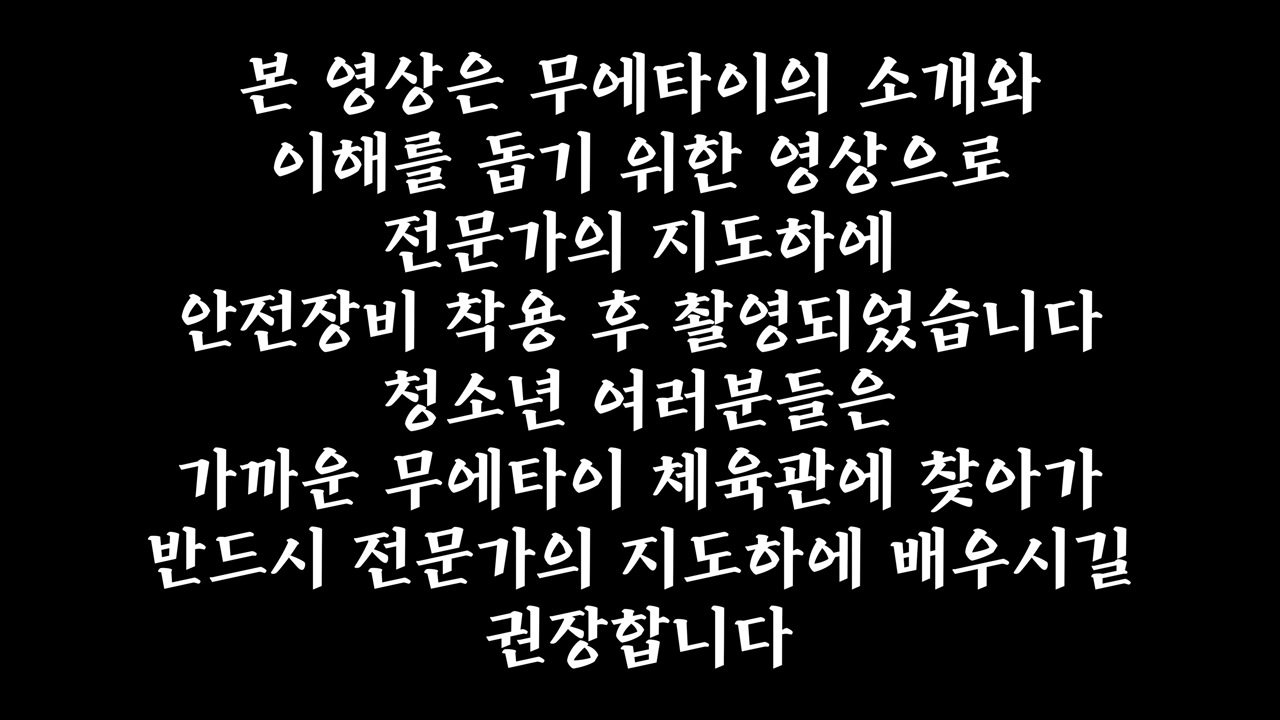 본 영상은 무에타이의 소개와
이해를 돕기 위한 영상으로
전문가의 지도하에
안전장비 착용 후 촬영되었습니다
청소년 여러분들은
가까운 무에타이 체육관에 찾아가
반드시 전문가의 지도하에 배우시길
권장합니다